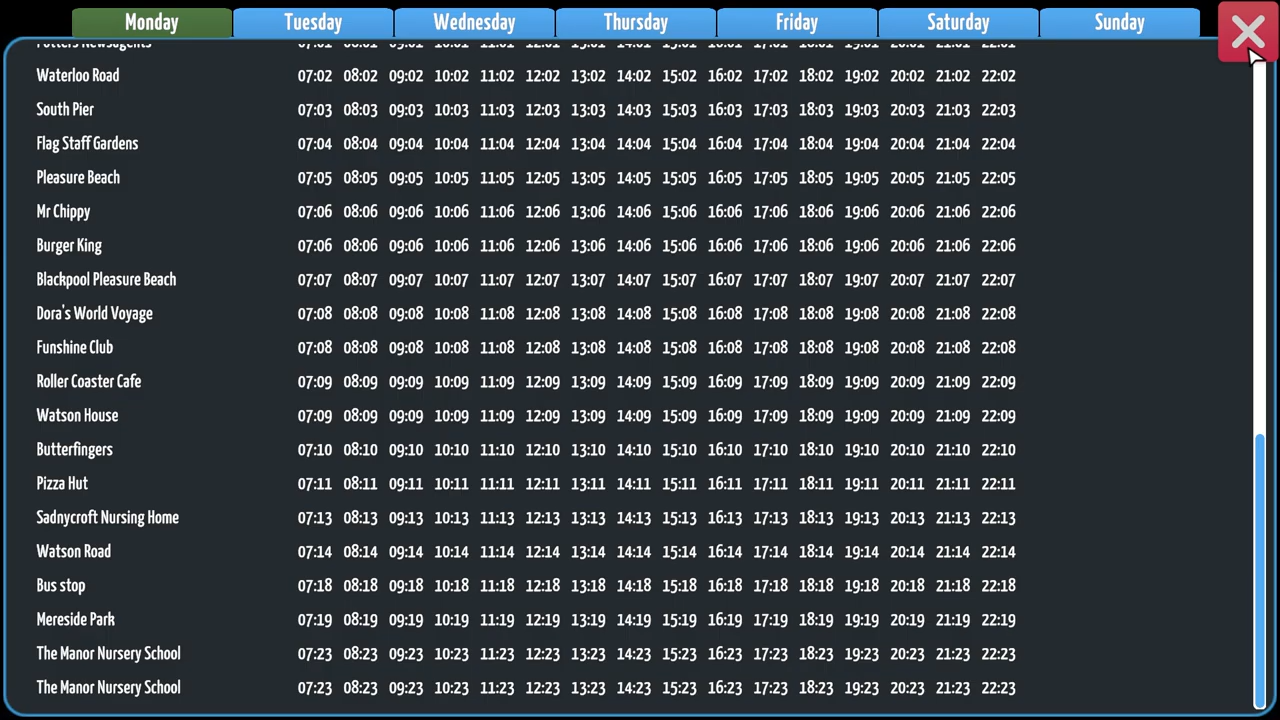 Monday Tuesday Wednesday Thursday Friday Saturday Sunday
Potters Newsagents 07:01 08:01 09:01 10:01 11:01 12:01 13:01 14:01 15:01 16:01 17:01 18:01 19:01 20:01 21:01 22:01
Waterloo Road 07:02 08:02 09:02 10:02 11:02 12:02 13:02 14:02 15:02 16:02 17:02 18:02 19:02 20:02 21:02 22:02
South Pier 07:03 08:03 09:03 10:03 11:03 12:03 13:03 14:03 15:03 16:03 17:03 18:03 19:03 20:03 21:03 22:03
Flag Staff Gardens 07:04 08:04 09:04 10:04 11:04 12:04 13:04 14:04 15:04 16:04 17:04 18:04 19:04 20:04 21:04 22:04
Pleasure Beach 07:05 08:05 09:05 10:05 11:05 12:05 13:05 14:05 15:05 16:05 17:05 18:05 19:05 20:05 21:05 22:05
Mr Chippy 07:06 08:06 09:06 10:06 11:06 12:06 13:06 14:06 15:06 16:06 17:06 18:06 19:06 20:06 21:06 22:06
Burger King 07:06 08:06 09:06 10:06 11:06 12:06 13:06 14:06 15:06 16:06 17:06 18:06 19:06 20:06 21:06 22:06
Blackpool Pleasure Beach 07:07 08:07 09:07 10:07 11:07 12:07 13:07 14:07 15:07 16:07 17:07 18:07 19:07 20:07 21:07 22:07
Dora's World Voyage 07:08 08:08 09:08 10:08 11:08 12:08 13:08 14:08 15:08 16:08 17:08 18:08 19:08 20:08 21:08 22:08
Funshine Club 07:08 08:08 09:08 10:08 11:08 12:08 13:08 14:08 15:08 16:08 17:08 18:08 19:08 20:08 21:08 22:08
Roller Coaster Cafe 07:09 08:09 09:09 10:09 11:09 12:09 13:09 14:09 15:09 16:09 17:09 18:09 19:09 20:09 21:09 22:09
Watson House 07:09 08:09 09:09 10:09 11:09 12:09 13:09 14:09 15:09 16:09 17:09 18:09 19:09 20:09 21:09 22:09
Butterfingers 07:10 08:10 09:10 10:10 11:10 12:10 13:10 14:10 15:10 16:10 17:10 18:10 19:10 20:10 21:10 22:10
Pizza Hut 07:11 08:11 09:11 10:11 11:11 12:11 13:11 14:11 15:11 16:11 17:11 18:11 19:11 20:11 21:11 22:11
Sadnycroft Nursing Home 07:13 08:13 09:13 10:13 11:13 12:13 13:13 14:13 15:13 16:13 17:13 18:13 19:13 20:13 21:13 22:13
Watson Road 07:14 08:14 09:14 10:14 11:14 12:14 13:14 14:14 15:14 16:14 17:14 18:14 19:14 20:14 21:14 22:14
Bus stop 07:18 08:18 09:18 10:18 11:18 12:18 13:18 14:18 15:18 16:18 17:18 18:18 19:18 20:18 21:18 22:18
Mereside Park 07:19 08:19 09:19 10:19 11:19 12:19 13:19 14:19 15:19 16:19 17:19 18:19 19:19 20:19 21:19 22:19
The Manor Nursery School 07:23 08:23 09:23 10:23 11:23 12:23 13:23 14:23 15:23 16:23 17:23 18:23 19:23 20:23 21:23 22:23
The Manor Nursery School 07:23 08:23 09:23 10:23 11:23 12:23 13:23 14:23 15:23 16:23 17:23 18:23 19:23 20:23 21:23 22:23